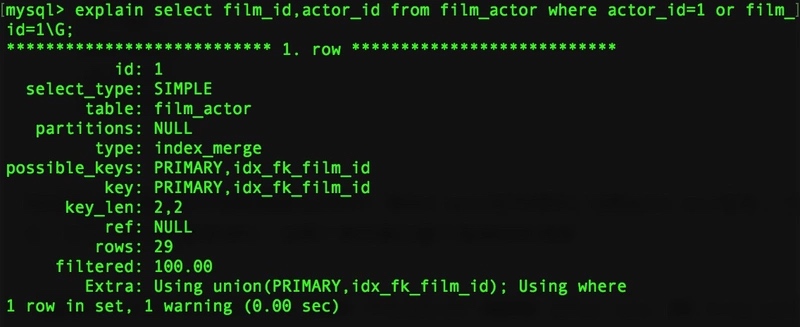 [mysql> explain select film_id,actor_id from film_actor where actor_id=1 or film_]
id=1\G;
*************************** 1. row ***************************
id: 1
select_type: SIMPLE
table: film_actor
partitions: NULL
type: index_merge
possible_keys: PRIMARY,idx_fk_film_id
key: PRIMARY,idx_fk_film_id
key_len: 2,2
ref: NULL
rows: 29
filtered: 100.00
Extra: Using union(PRIMARY,idx_fk_film_id); Using where
1 row in set, 1 warning (0.00 sec)